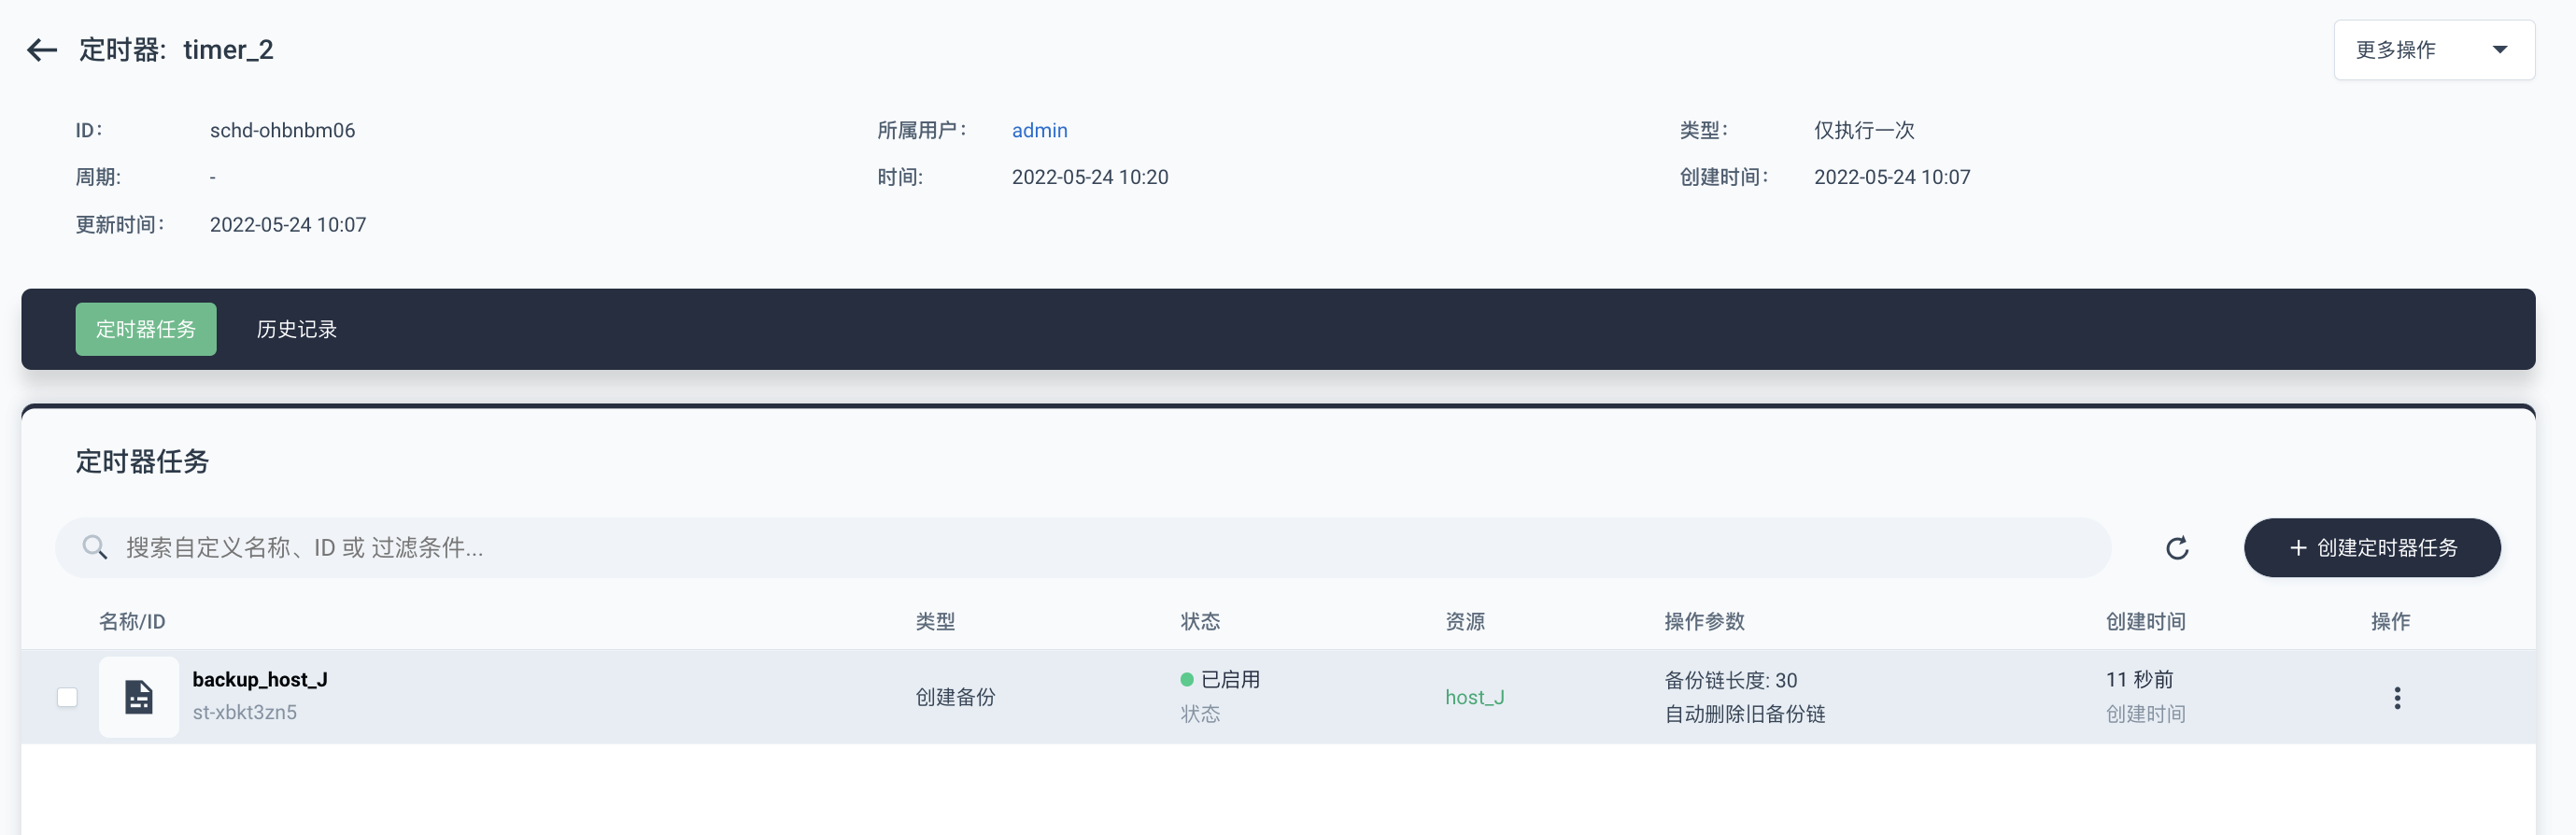 定时器: timer_2
更多操作
ID: schd-ohbnbm06
所属用户: admin
类型: 仅执行一次
周期: -
时间: 2022-05-24 10:20
创建时间: 2022-05-24 10:07
更新时间: 2022-05-24 10:07
定时器任务 历史记录
定时器任务
搜索自定义名称、ID 或 过滤条件...
+ 创建定时器任务
名称/ID 类型 状态 资源 操作参数 创建时间 操作
backup_host_J
st-xbkt3zn5
创建备份
已启用
状态
host_J
备份链长度: 30
自动删除旧备份链
11 秒前
创建时间